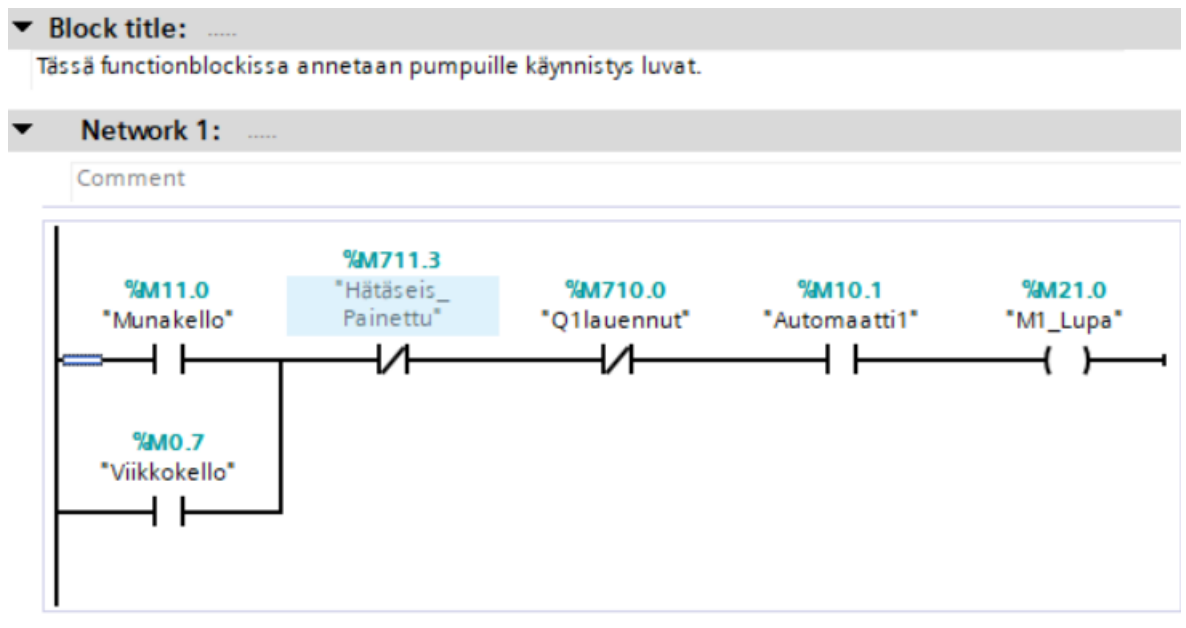 Block title: .....
Tässä functionblockissa annetaan pumpuille käynnistys luvat.
Network 1: .....
Comment
%M11.0
"Munakello"
%M711.3
"Hätäseis_
Painettu"
%M710.0
"Q1lauennut"
%M10.1
"Automaatti1"
%M21.0
"M1_Lupa"
%M0.7
"Viikkokello"